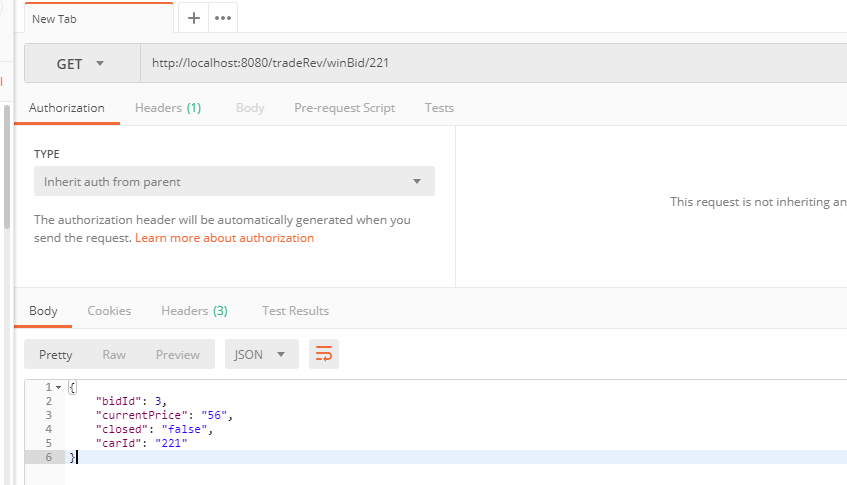 New Tab
GET http://localhost:8080/tradeRev/winBid/221
Authorization Headers (1) Body Pre-request Script Tests
TYPE
Inherit auth from parent
This request is not inheriting an
The authorization header will be automatically generated when you
send the request. Learn more about authorization
Body Cookies Headers (3) Test Results
Pretty Raw Preview JSON
1 {
2 "bidId": 3,
3 "currentPrice": "56",
4 "closed": "false",
5 "carId": "221"
6 }